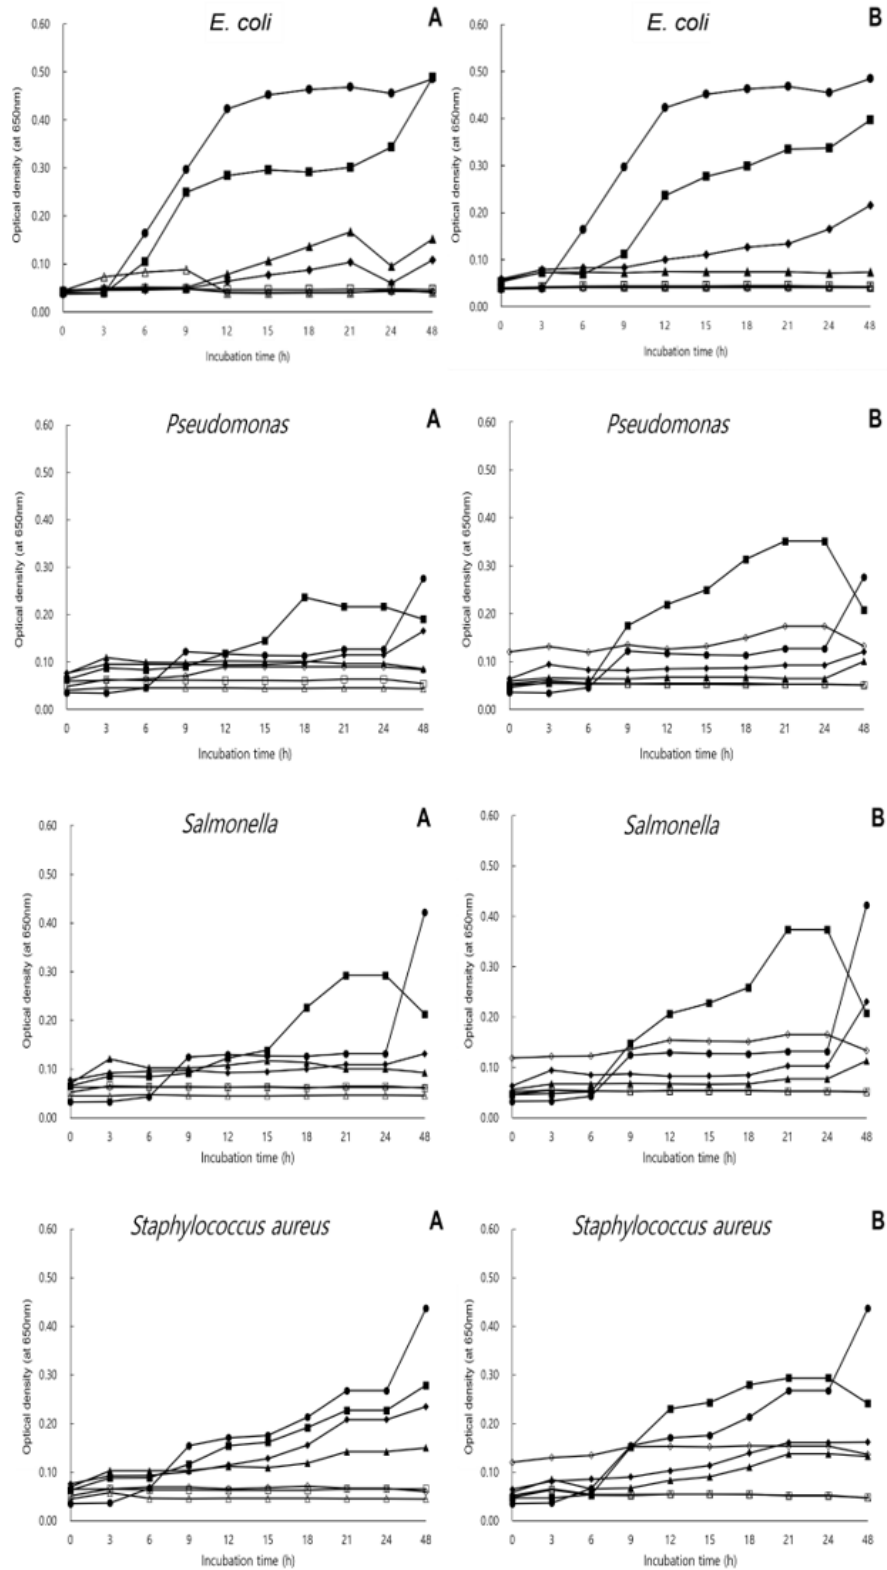 E. coli A
Optical density (at 650nm)
0.60
0.50
0.40
0.30
0.20
0.10
0.00
0 3 6 9 12 15 18 21 24 48
Incubation time (h)
E. coli B
Optical density (at 650nm)
0.60
0.50
0.40
0.30
0.20
0.10
0.00
0 3 6 9 12 15 18 21 24 48
Incubation time (h)
Pseudomonas A
Optical density (at 650nm)
0.60
0.50
0.40
0.30
0.20
0.10
0.00
0 3 6 9 12 15 18 21 24 48
Incubation time (h)
Pseudomonas B
Optical density (at 650nm)
0.60
0.50
0.40
0.30
0.20
0.10
0.00
0 3 6 9 12 15 18 21 24 48
Incubation time (h)
Salmonella A
Optical density (at 650nm)
0.60
0.50
0.40
0.30
0.20
0.10
0.00
0 3 6 9 12 15 18 21 24 48
Incubation time (h)
Salmonella B
Optical density (at 650nm)
0.60
0.50
0.40
0.30
0.20
0.10
0.00
0 3 6 9 12 15 18 21 24 48
Incubation time (h)
Staphylococcus aureus A
Optical density (at 650nm)
0.60
0.50
0.40
0.30
0.20
0.10
0.00
0 3 6 9 12 15 18 21 24 48
Incubation time (h)
Staphylococcus aureus B
Optical density (at 650nm)
0.60
0.50
0.40
0.30
0.20
0.10
0.00
0 3 6 9 12 15 18 21 24 48
Incubation time (h)